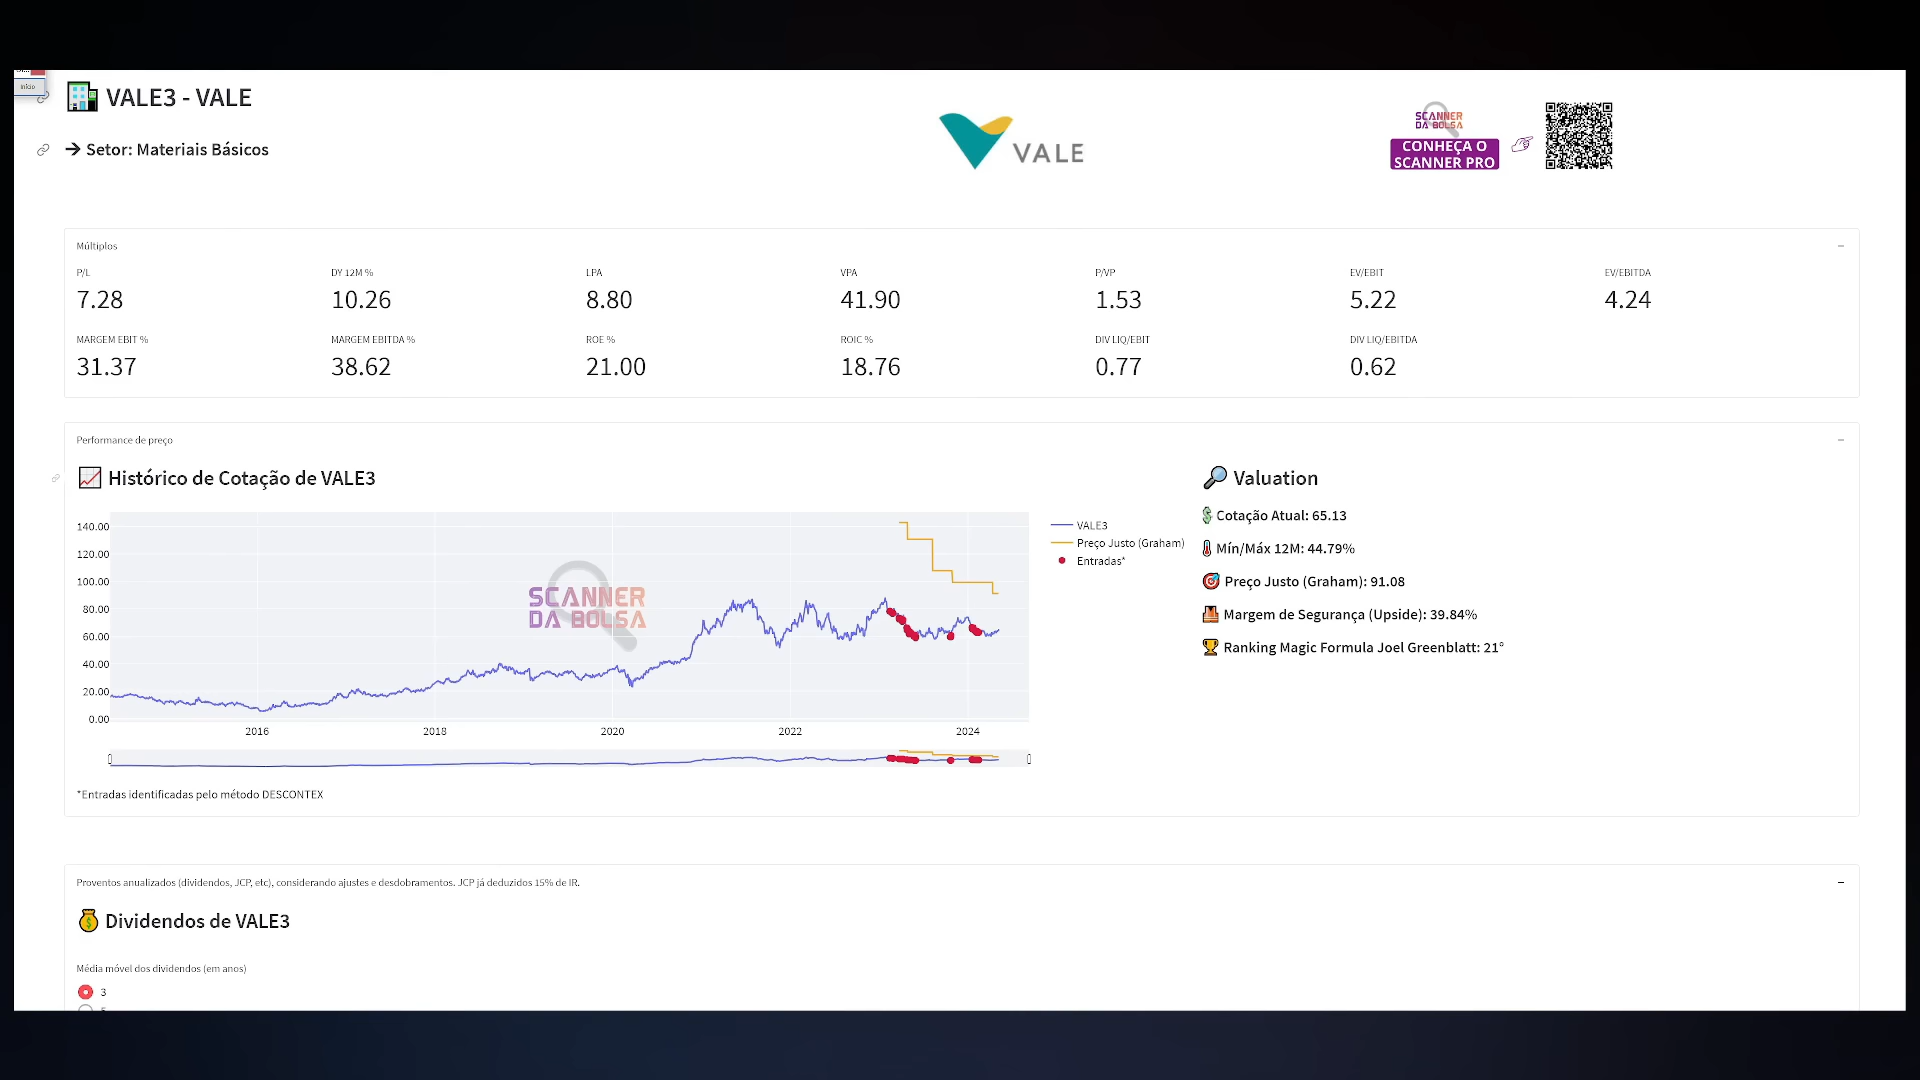 Início
VALE3 - VALE
→ Setor: Materiais Básicos
VALE
SCANNER
DA BOLSA
CONHEÇA O
SCANNER PRO
Múltiplos
P/L
7.28
DY 12M %
10.26
LPA
8.80
VPA
41.90
P/VP
1.53
EV/EBIT
5.22
EV/EBITDA
4.24
MARGEM EBIT %
31.37
MARGEM EBITDA %
38.62
ROE %
21.00
ROIC %
18.76
DIV LIQ/EBIT
0.77
DIV LIQ/EBITDA
0.62
Performance de preço
Histórico de Cotação de VALE3
140.00
120.00
100.00
80.00
60.00
40.00
20.00
0.00
2016
2018
2020
2022
2024
SCANNER
DA BOLSA
VALE3
Preço Justo (Graham)
Entradas*
*Entradas identificadas pelo método DESCONTEX
Valuation
Cotação Atual: 65.13
Mín/Máx 12M: 44.79%
Preço Justo (Graham): 91.08
Margem de Segurança (Upside): 39.84%
Ranking Magic Formula Joel Greenblatt: 21°
Proventos anualizados (dividendos, JCP, etc), considerando ajustes e desdobramentos. JCP já deduzidos 15% de IR.
Dividendos de VALE3
Média móvel dos dividendos (em anos)
3